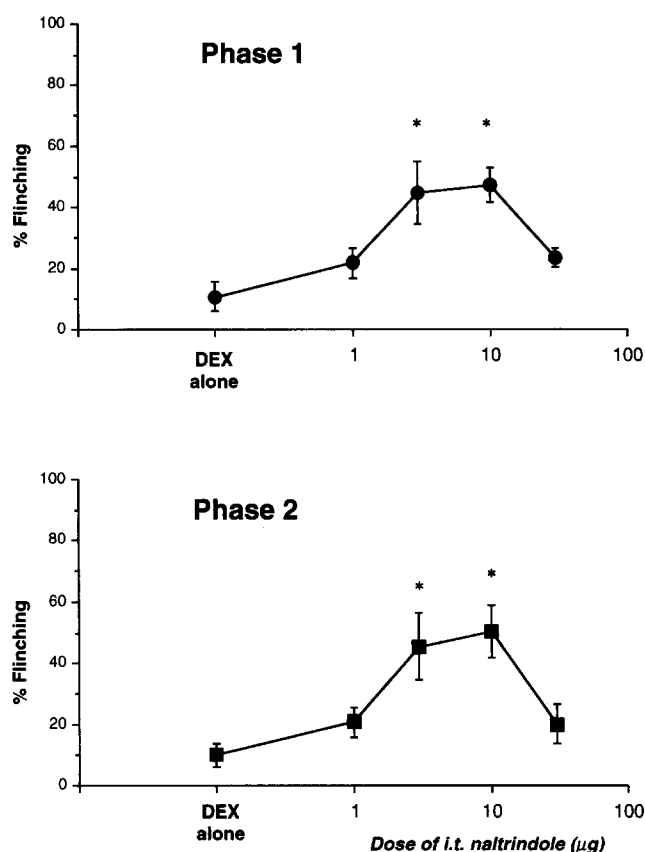 100
Phase 1
80
60
* *
40
20
0
% Flinching
DEX
alone
1
10
100
100
Phase 2
80
60
* *
40
20
0
% Flinching
DEX
alone
1
10
100
Dose of i.t. naltrindole (µg)